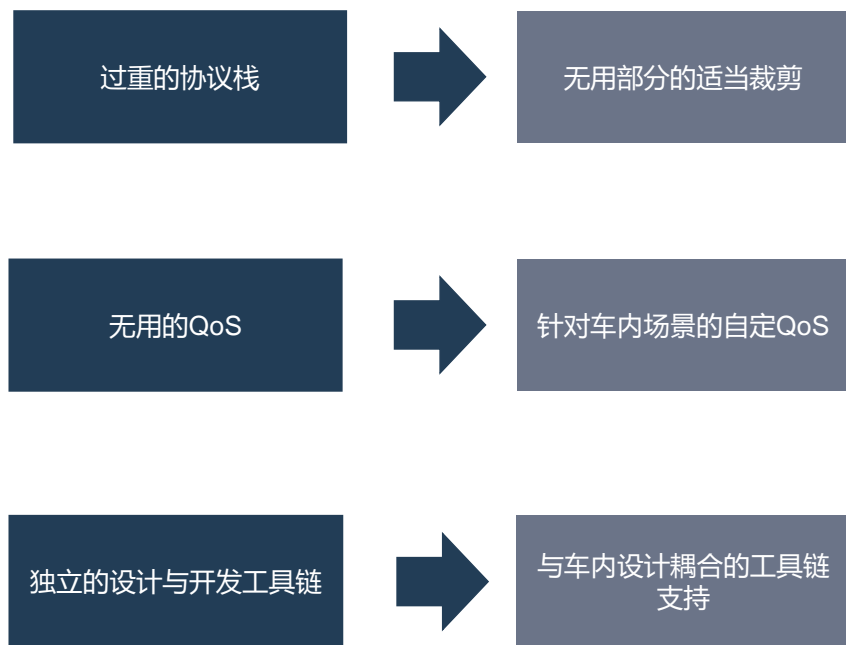 过重的协议栈
无用部分的适当裁剪
无用的QoS
针对车内场景的自定QoS
独立的设计与开发工具链
与车内设计耦合的工具链
支持